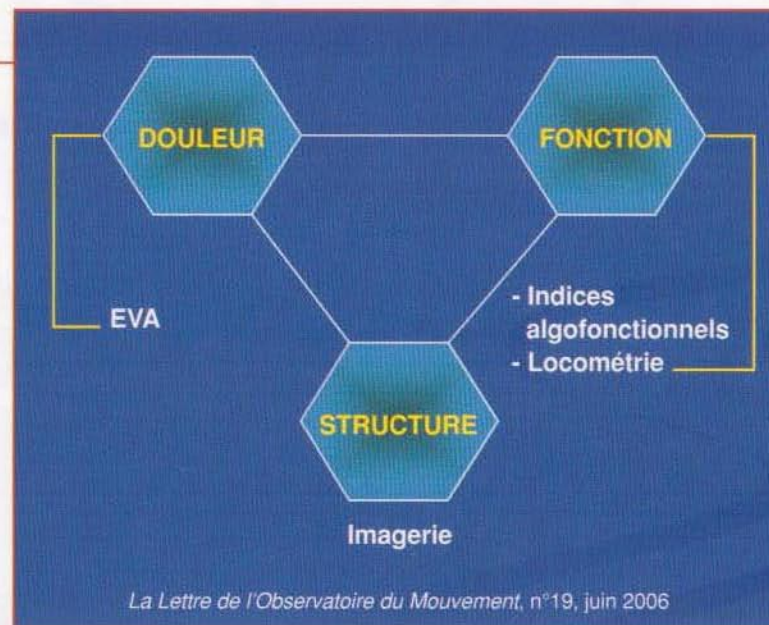 DOULEUR
FONCTION
EVA
- Indices
algofonctionnels
- Locométrie
STRUCTURE
Imagerie
La Lettre de l'Observatoire du Mouvement, n°19, juin 2006